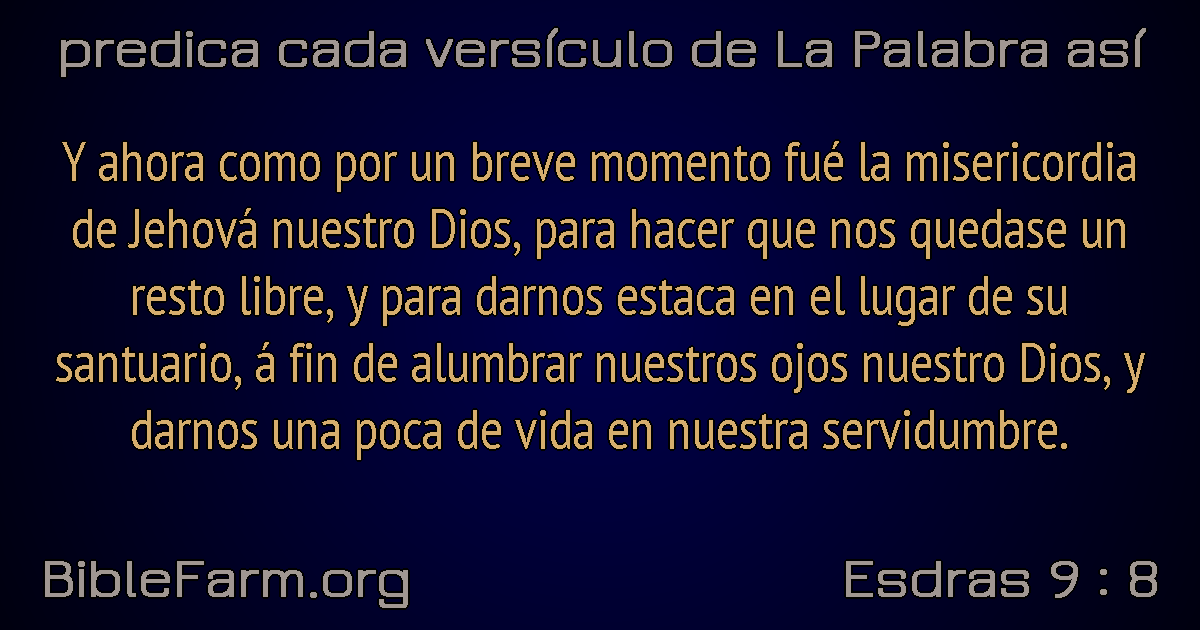 predica cada versículo de La Palabra así
Y ahora como por un breve momento fué la misericordia
de Jehová nuestro Dios, para hacer que nos quedase un
resto libre, y para darnos estaca en el lugar de su
santuario, á fin de alumbrar nuestros ojos nuestro Dios, y
darnos una poca de vida en nuestra servidumbre.
BibleFarm.org
Esdras 9 : 8